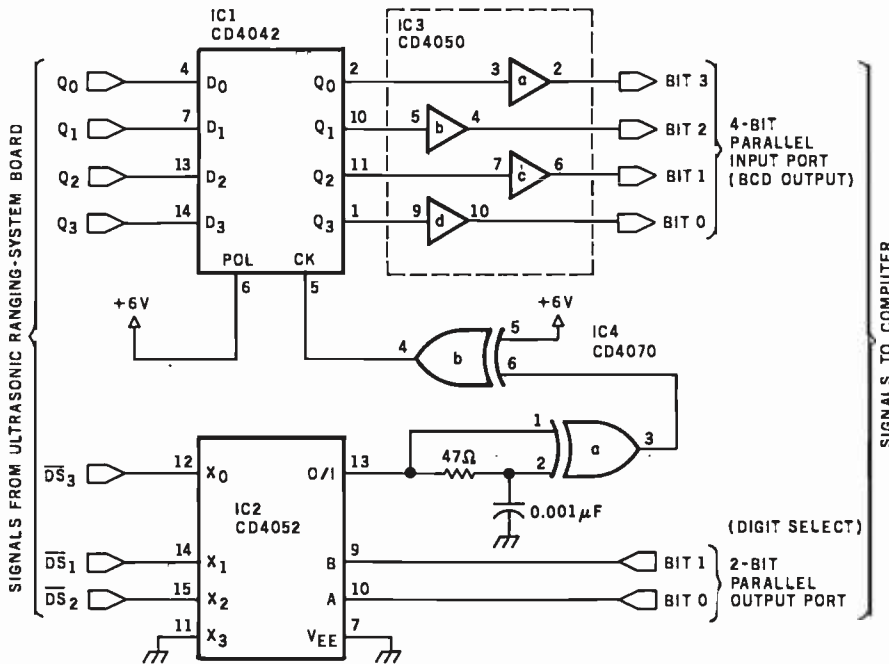 IC1
CD4042
IC3
CD4050
Q0 4 D0 Q0 2 3 a 2 BIT 3
Q1 7 D1 Q1 10 5 b 4 BIT 2
Q2 13 D2 Q2 11 7 c 6 BIT 1
Q3 14 D3 Q3 1 9 d 10 BIT 0
POL CK
6 5
4-BIT
PARALLEL
INPUT PORT
(BCD OUTPUT)
+6V
+6V
4 b 5
6
IC4
CD4070
1
2 a 3
47Ω
0.001µF
IC2
CD4052
D̅S̅3 12 X0 O/I 13
D̅S̅1 14 X1 B 9 BIT 1
D̅S̅2 15 X2 A 10 BIT 0
11 X3 VEE 7
(DIGIT SELECT)
2-BIT
PARALLEL
OUTPUT PORT
SIGNALS FROM ULTRASONIC RANGING-SYSTEM BOARD
SIGNALS TO COMPUTER